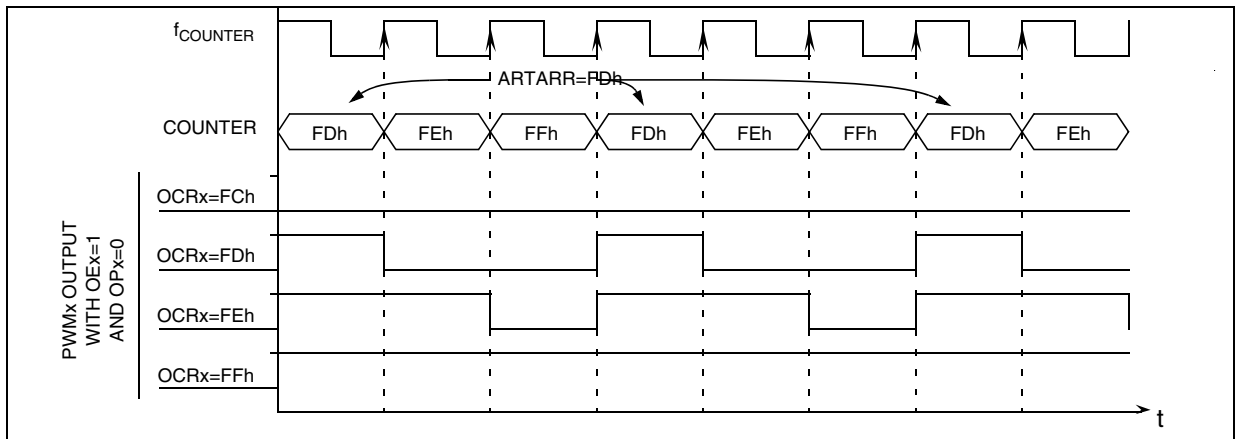 fCOUNTER
ARTARR=FDh
COUNTER
FDh FEh FFh FDh FEh FFh FDh FEh
PWMx OUTPUT
WITH OEx=1
AND OPx=0
OCRx=FCh
OCRx=FDh
OCRx=FEh
OCRx=FFh
t